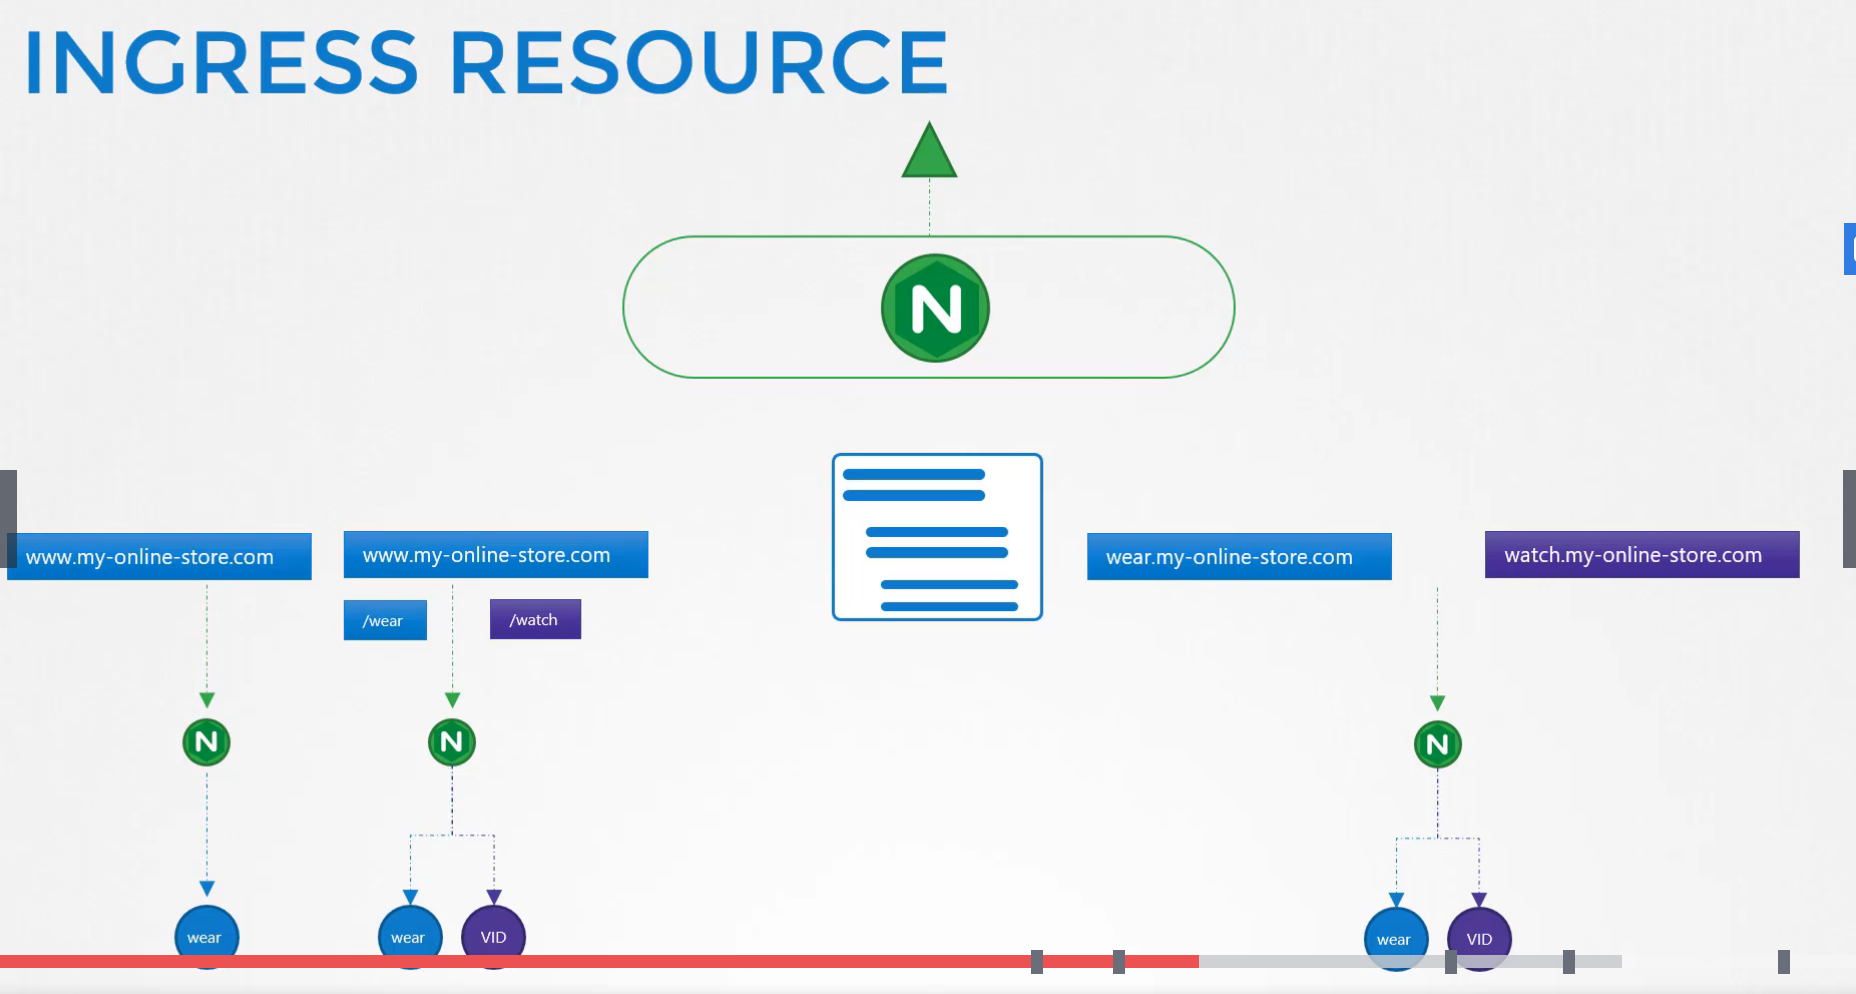 INGRESS RESOURCE
N
www.my-online-store.com
www.my-online-store.com
wear.my-online-store.com
watch.my-online-store.com
/wear
/watch
N
N
N
wear
wear
VID
wear
VID